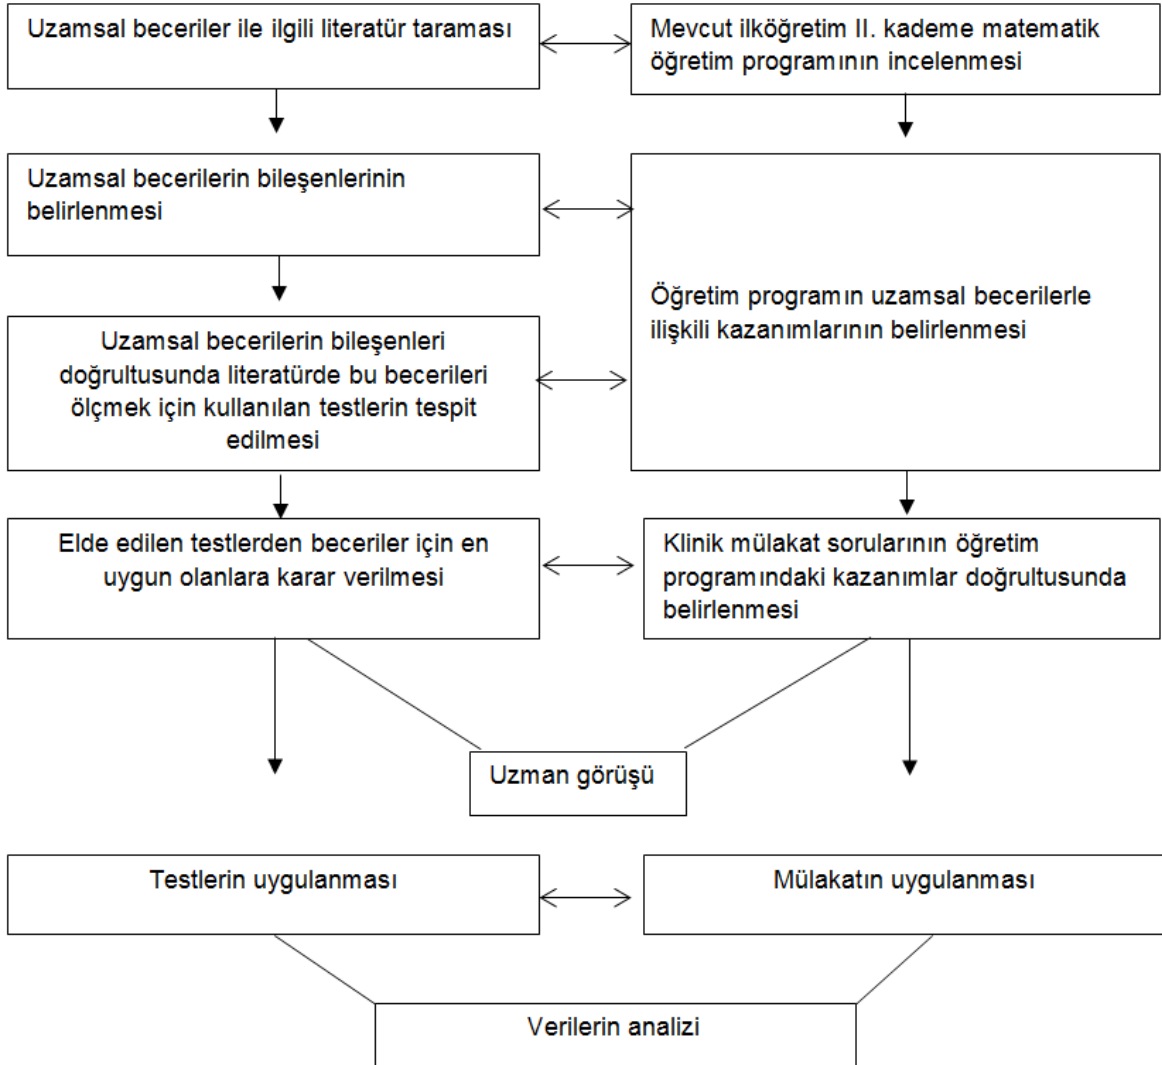 Uzamsal beceriler ile ilgili literatür taraması
Mevcut ilköğretim II. kademe matematik
öğretim programının incelenmesi
Uzamsal becerilerin bileşenlerinin
belirlenmesi
Öğretim programın uzamsal becerilerle
ilişkili kazanımlarının belirlenmesi
Uzamsal becerilerin bileşenleri
doğrultusunda literatürde bu becerileri
ölçmek için kullanılan testlerin tespit
edilmesi
Elde edilen testlerden beceriler için en
uygun olanlara karar verilmesi
Klinik mülakat sorularının öğretim
programındaki kazanımlar doğrultusunda
belirlenmesi
Uzman görüşü
Testlerin uygulanması
Mülakatın uygulanması
Verilerin analizi